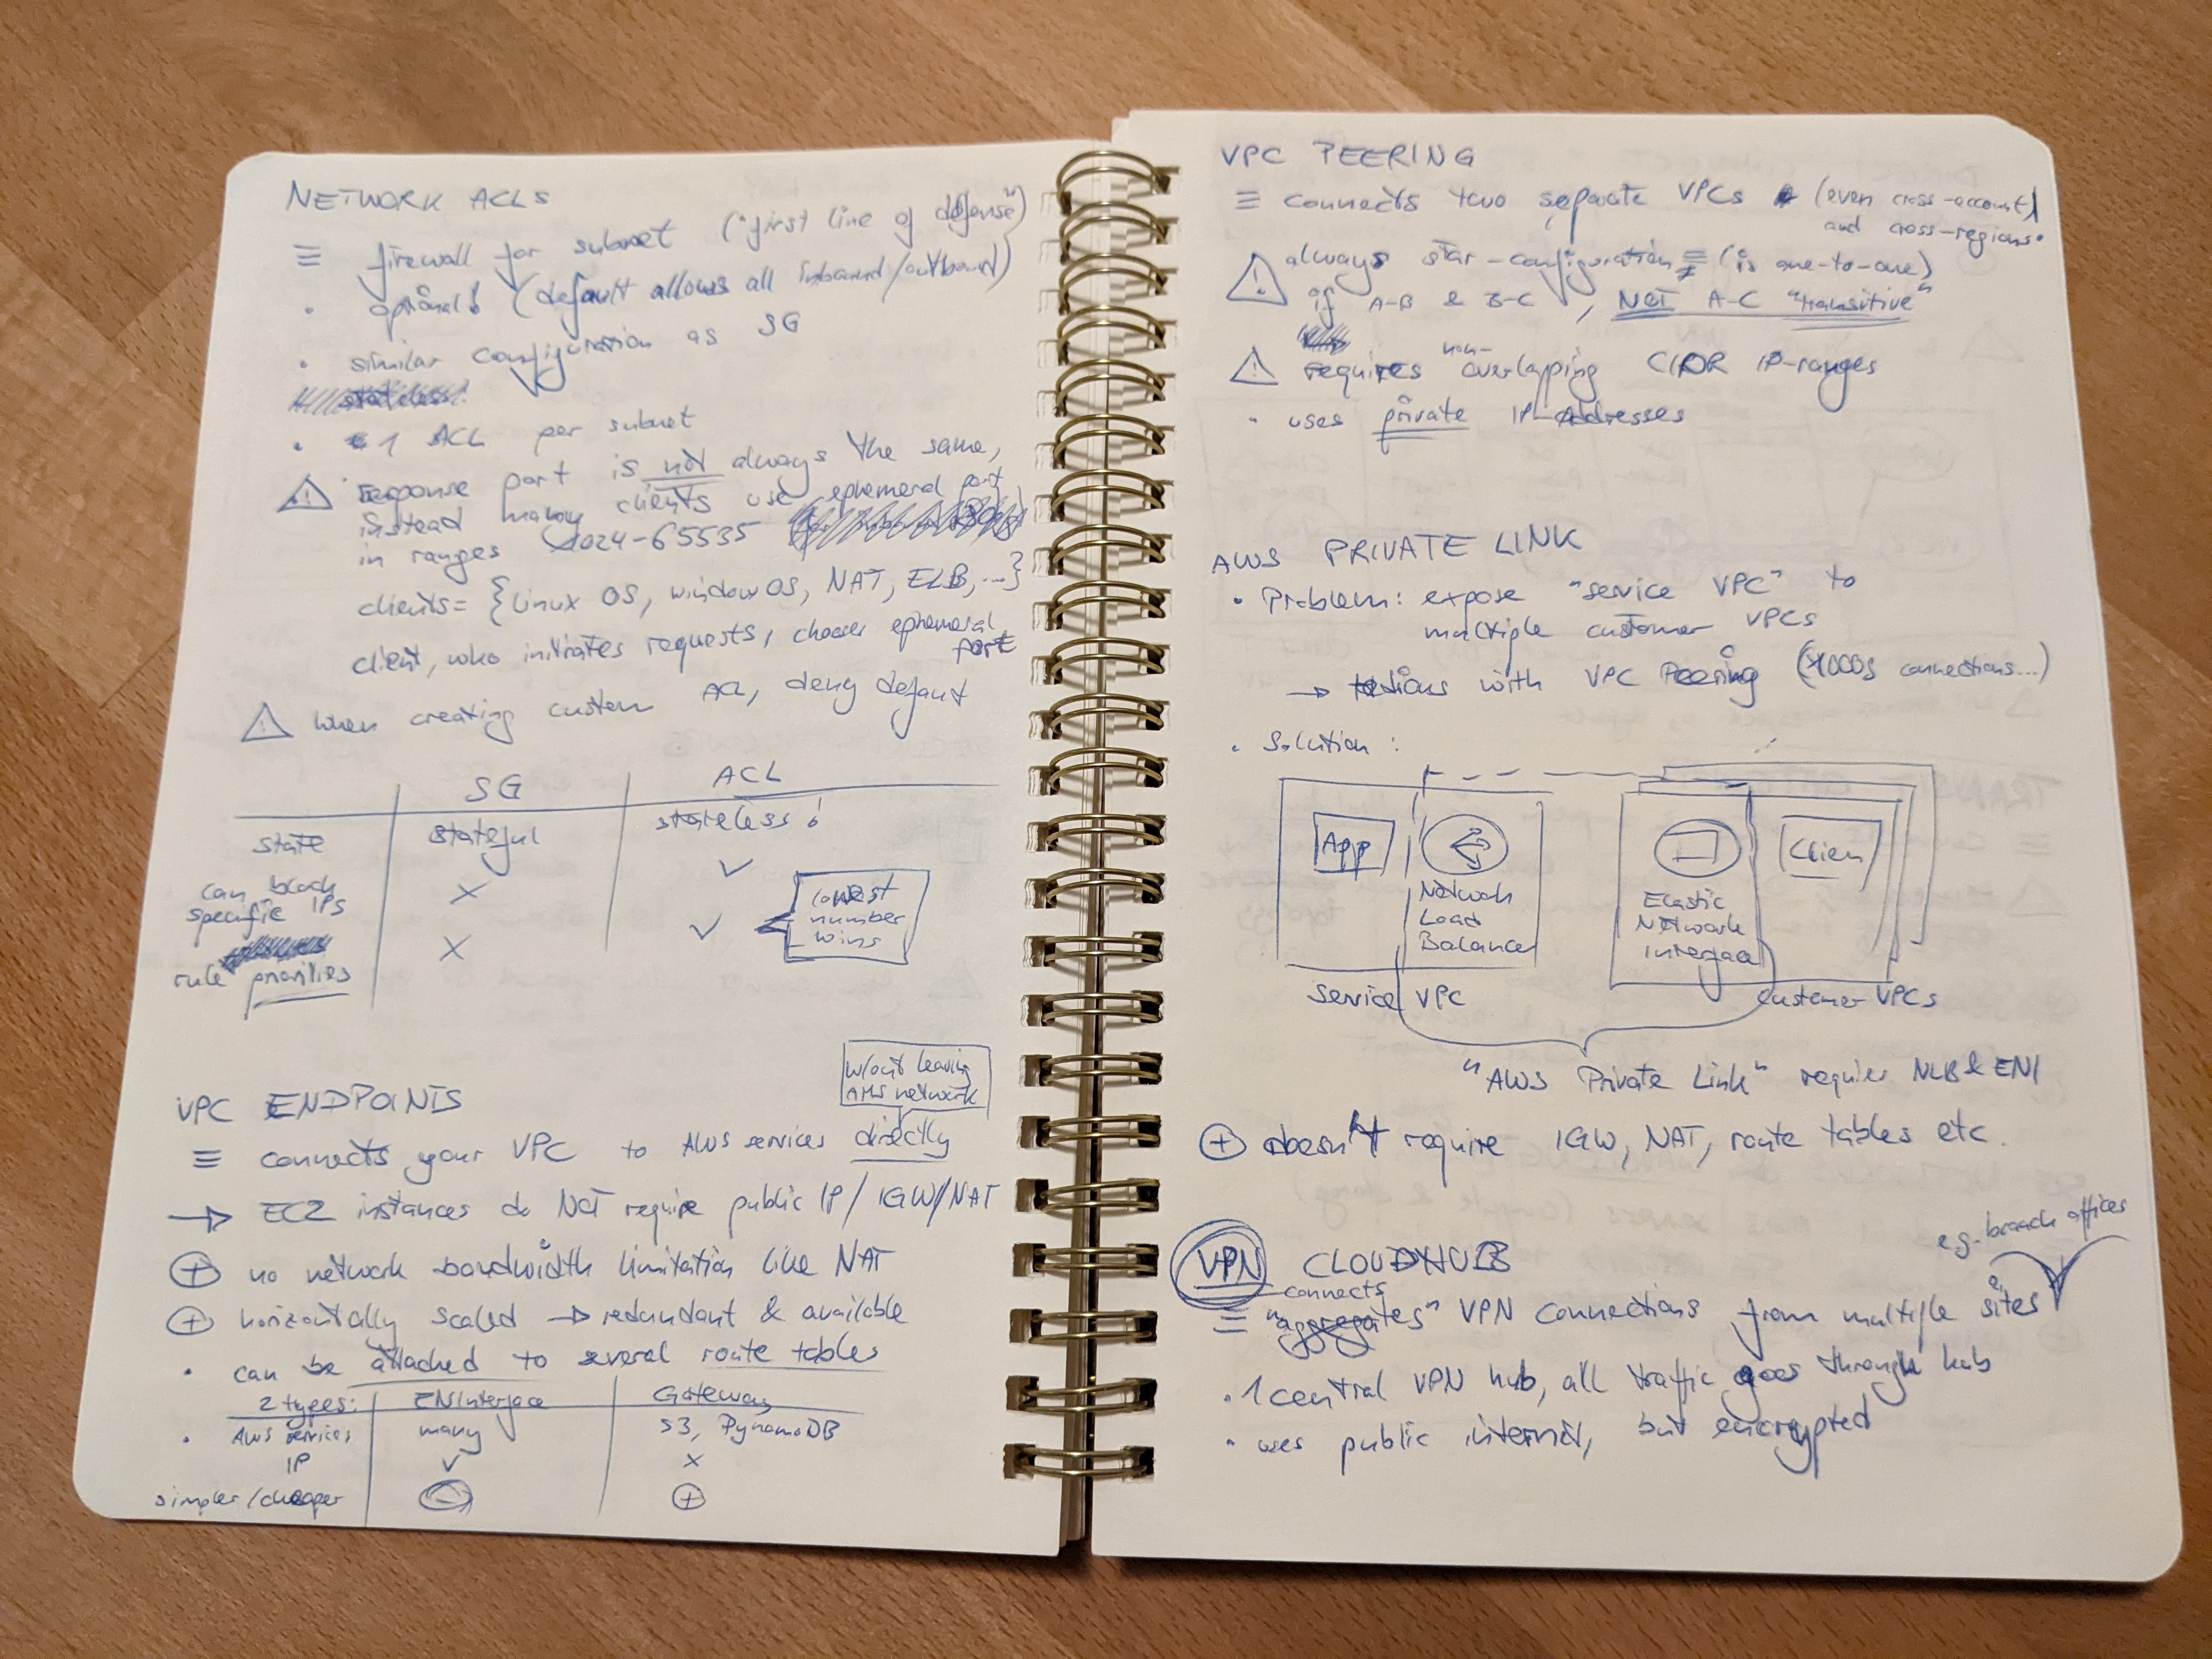 NETWORK ACLs
≡ firewall for subnet ("first line of defense")
• optional! (default allows all inbound/outbound)
• similar configuration as SG
stateless!
• 1 ACL per subnet
⚠ response port is not always the same,
instead many clients use ephemeral port
in ranges 1024-65535
clients = {Linux OS, windowOS, NAT, ELB, ...}
client, who initiates requests, chooses ephemeral
port
⚠ when creating custom ACL, deny default
SG ACL
state stateful stateless!
can block specific IPs × ✓
rule priorities × ✓
lowest
number
wins
VPC ENDPOINTS
w/out leaving
AWS network
≡ connects your VPC to AWS services directly
→ EC2 instances do NOT require public IP/IGW/NAT
⊕ no network bandwidth limitation like NAT
⊕ horizontally scaled → redundant & available
• can be attached to several route tables
2 types: ENInterface Gateway
• AWS services many S3, DynamoDB
IP ✓ ×
simpler/cheaper ⊖ ⊕
VPC PEERING
≡ connects two separate VPCs (even cross-account)
and cross-regions
⚠ always star-configuration (is one-to-one)
if A-B & B-C, NOT A-C "transitive"
⚠ requires non-overlapping CIDR IP-ranges
• uses private IP-Addresses
AWS PRIVATE LINK
• Problem: expose "service VPC" to
multiple customer VPCs
→ tedious with VPC Peering (1000s connections...)
• Solution:
App
Network
Load
Balancer
Elastic
Network
Interface
Clien
Service VPC
Customer VPCs
"AWS Private Link" requires NLB & ENI
⊕ doesn't require IGW, NAT, route tables etc.
VPN CLOUDHUB
e.g. branch offices
connects
≡ "aggregates" VPN connections from multiple sites
• 1 central VPN hub, all traffic goes through hub
• uses public internet, but encrypted